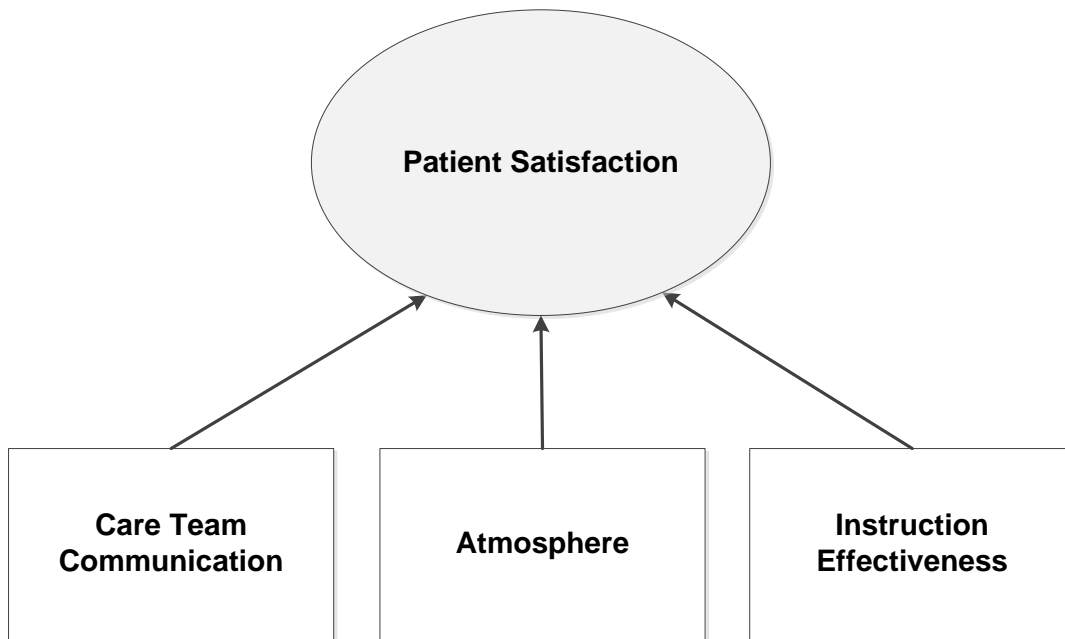 Patient Satisfaction
Care Team
Communication
Atmosphere
Instruction
Effectiveness